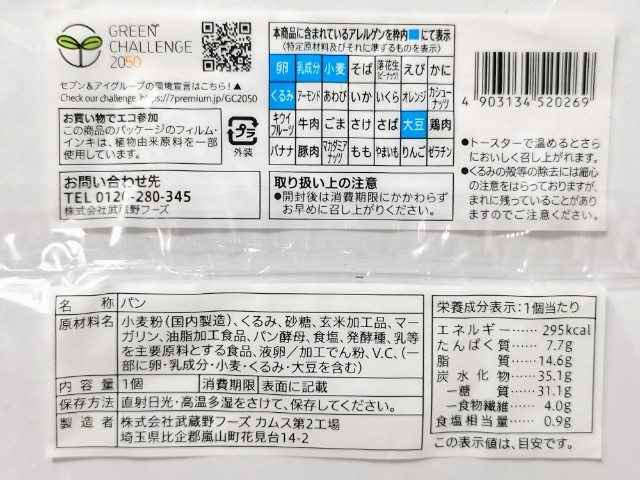 GREEN
CHALLENGE
2050
セブン＆アイグループの環境宣言はこちら！▲
Check our challenge https://7premium.jp/GC2050
お買い物でエコ参加
この商品のパッケージのフィルム・
インキは、植物由来原料を一部
使用しています。
プラ
外装
お問い合わせ先
TEL 0120-280-345
株式会社武蔵野フーズ
本商品に含まれているアレルゲンを枠内■にて表示
(特定原材料及びそれに準ずるものを表示)
卵 乳成分 小麦 そば 落花生(ピーナッツ) えび かに
くるみ アーモンド あわび いか いくら オレンジ カシューナッツ
キウイフルーツ 牛肉 ごま さけ さば 大豆 鶏肉
バナナ 豚肉 マカダミアナッツ もも やまいも りんご ゼラチン
取り扱い上の注意
●開封後は消費期限にかかわらず
お早めに召し上がりください。
4 903134 520269
●トースターで温めるとさら
においしく召し上がれます。
●くるみの殻等の除去には細心
の注意をはらっておりますが、
まれに残っていることがあり
ますのでご注意ください。
名称 パン
原材料名 小麦粉(国内製造)、くるみ、砂糖、玄米加工品、マー
ガリン、油脂加工食品、パン酵母、食塩、発酵種、乳等
を主要原料とする食品、液卵／加工でん粉、V.C、(一
部に卵・乳成分・小麦・くるみ・大豆を含む)
内容量 1個 消費期限 表面に記載
保存方法 直射日光・高温多湿をさけて、保存してください。
製造者 株式会社武蔵野フーズ カムス第2工場
埼玉県比企郡嵐山町花見台14-2
栄養成分表示：1個当たり
エネルギー……295kcal
たんぱく質……7.7g
脂質……14.6g
炭水化物……35.1g
－糖質……31.1g
－食物繊維……4.0g
食塩相当量……0.9g
この表示値は、目安です。